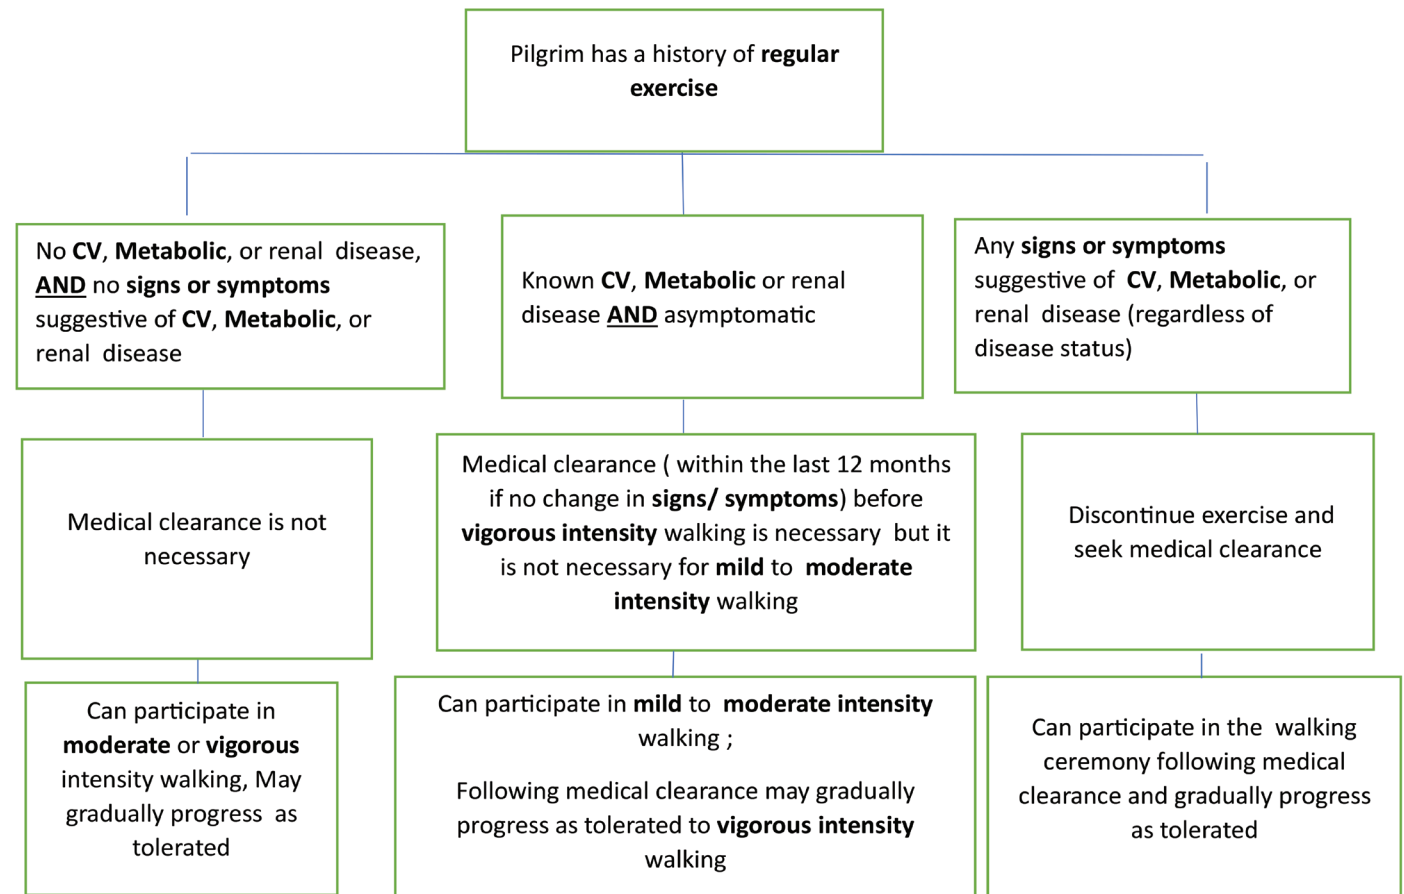 Pilgrim has a history of regular
exercise
No CV, Metabolic, or renal disease,
AND no signs or symptoms
suggestive of CV, Metabolic, or
renal disease
Known CV, Metabolic or renal
disease AND asymptomatic
Any signs or symptoms
suggestive of CV, Metabolic, or
renal disease (regardless of
disease status)
Medical clearance is not
necessary
Medical clearance ( within the last 12 months
if no change in signs/ symptoms) before
vigorous intensity walking is necessary but it
is not necessary for mild to moderate
intensity walking
Discontinue exercise and
seek medical clearance
Can participate in
moderate or vigorous
intensity walking, May
gradually progress as
tolerated
Can participate in mild to moderate intensity
walking ;
Following medical clearance may gradually
progress as tolerated to vigorous intensity
walking
Can participate in the walking
ceremony following medical
clearance and gradually progress
as tolerated